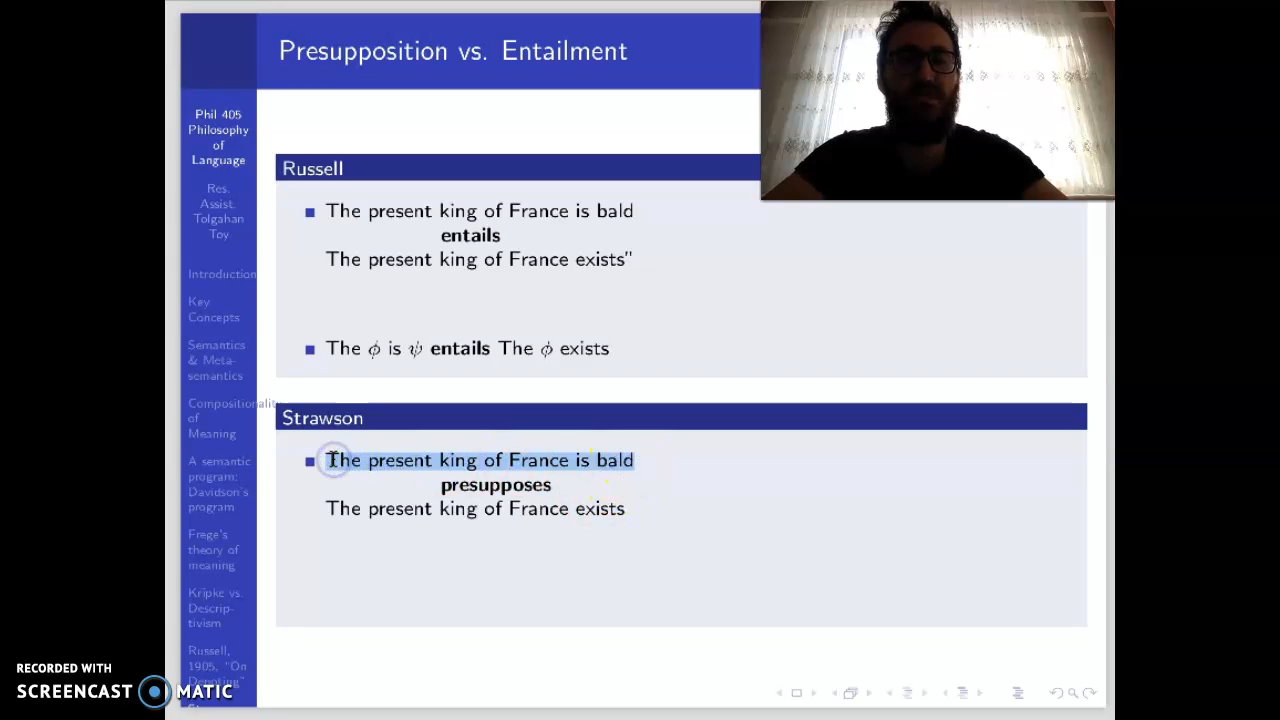 Presupposition vs. Entailment
Phil 405
Philosophy
of
Language
Res.
Assist.
Tolgahan
Toy
Introduction
Key
Concepts
Semantics
& Meta-
semantics
Compositionality
of
Meaning
A semantic
program:
Davidson's
program
Frege's
theory of
meaning
Kripke vs.
Descrip-
tivism
Russell,
1905, "On
Denoting"
Russell
The present king of France is bald
entails
The present king of France exists"
The ϕ is ψ entails The ϕ exists
Strawson
The present king of France is bald
presupposes
The present king of France exists
RECORDED WITH
SCREENCAST MATIC